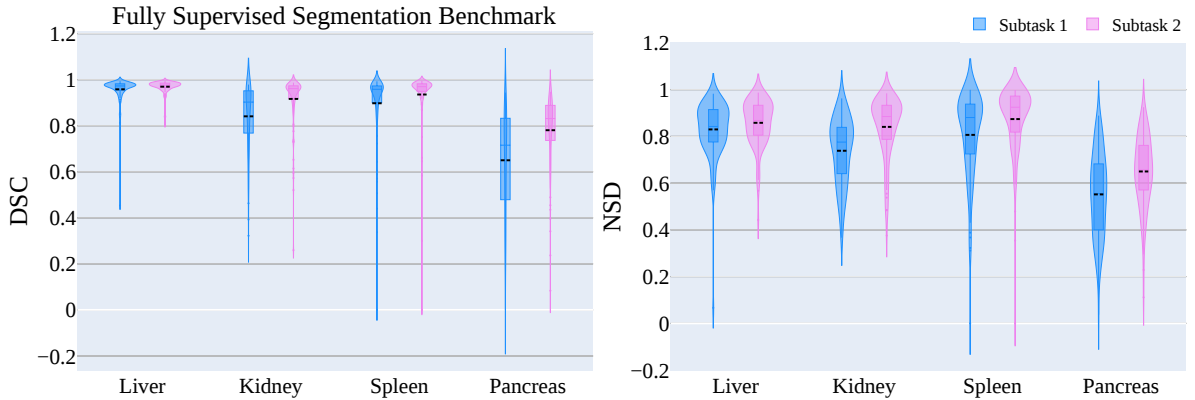 Fully Supervised Segmentation Benchmark
Subtask 1
Subtask 2
DSC
1.2
1
0.8
0.6
0.4
0.2
0
−0.2
Liver
Kidney
Spleen
Pancreas
NSD
1.2
1
0.8
0.6
0.4
0.2
0
−0.2
Liver
Kidney
Spleen
Pancreas